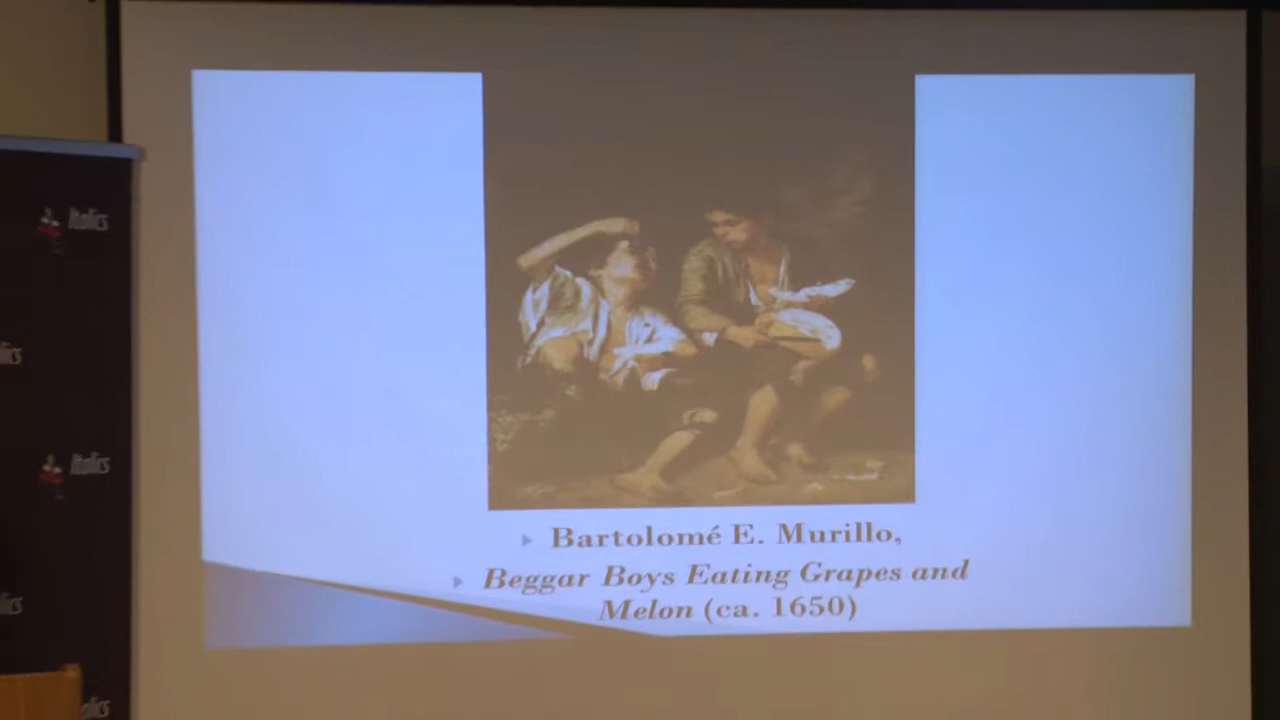 Italics
Italics
Bartolomé E. Murillo,
Beggar Boys Eating Grapes and
Melon (ca. 1650)